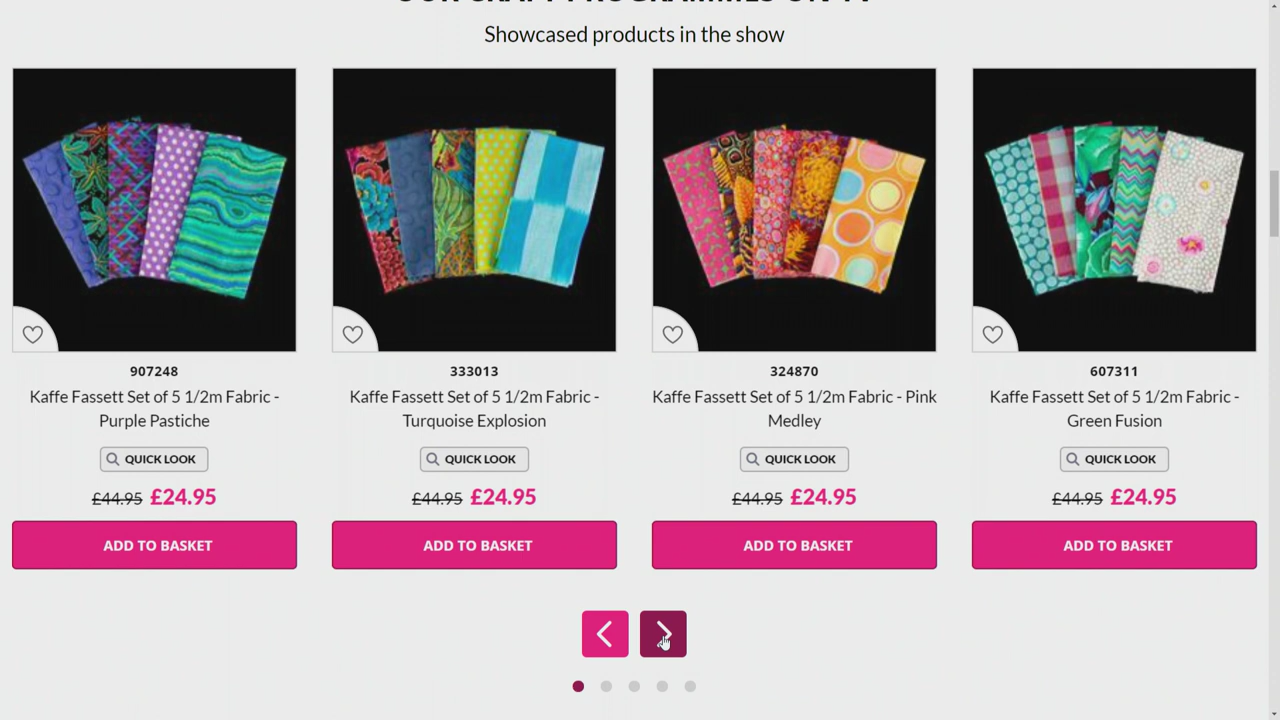 Showcased products in the show
907248
Kaffe Fassett Set of 5 1/2m Fabric -
Purple Pastiche
QUICK LOOK
£44.95 £24.95
ADD TO BASKET
333013
Kaffe Fassett Set of 5 1/2m Fabric -
Turquoise Explosion
QUICK LOOK
£44.95 £24.95
ADD TO BASKET
324870
Kaffe Fassett Set of 5 1/2m Fabric - Pink
Medley
QUICK LOOK
£44.95 £24.95
ADD TO BASKET
607311
Kaffe Fassett Set of 5 1/2m Fabric -
Green Fusion
QUICK LOOK
£44.95 £24.95
ADD TO BASKET